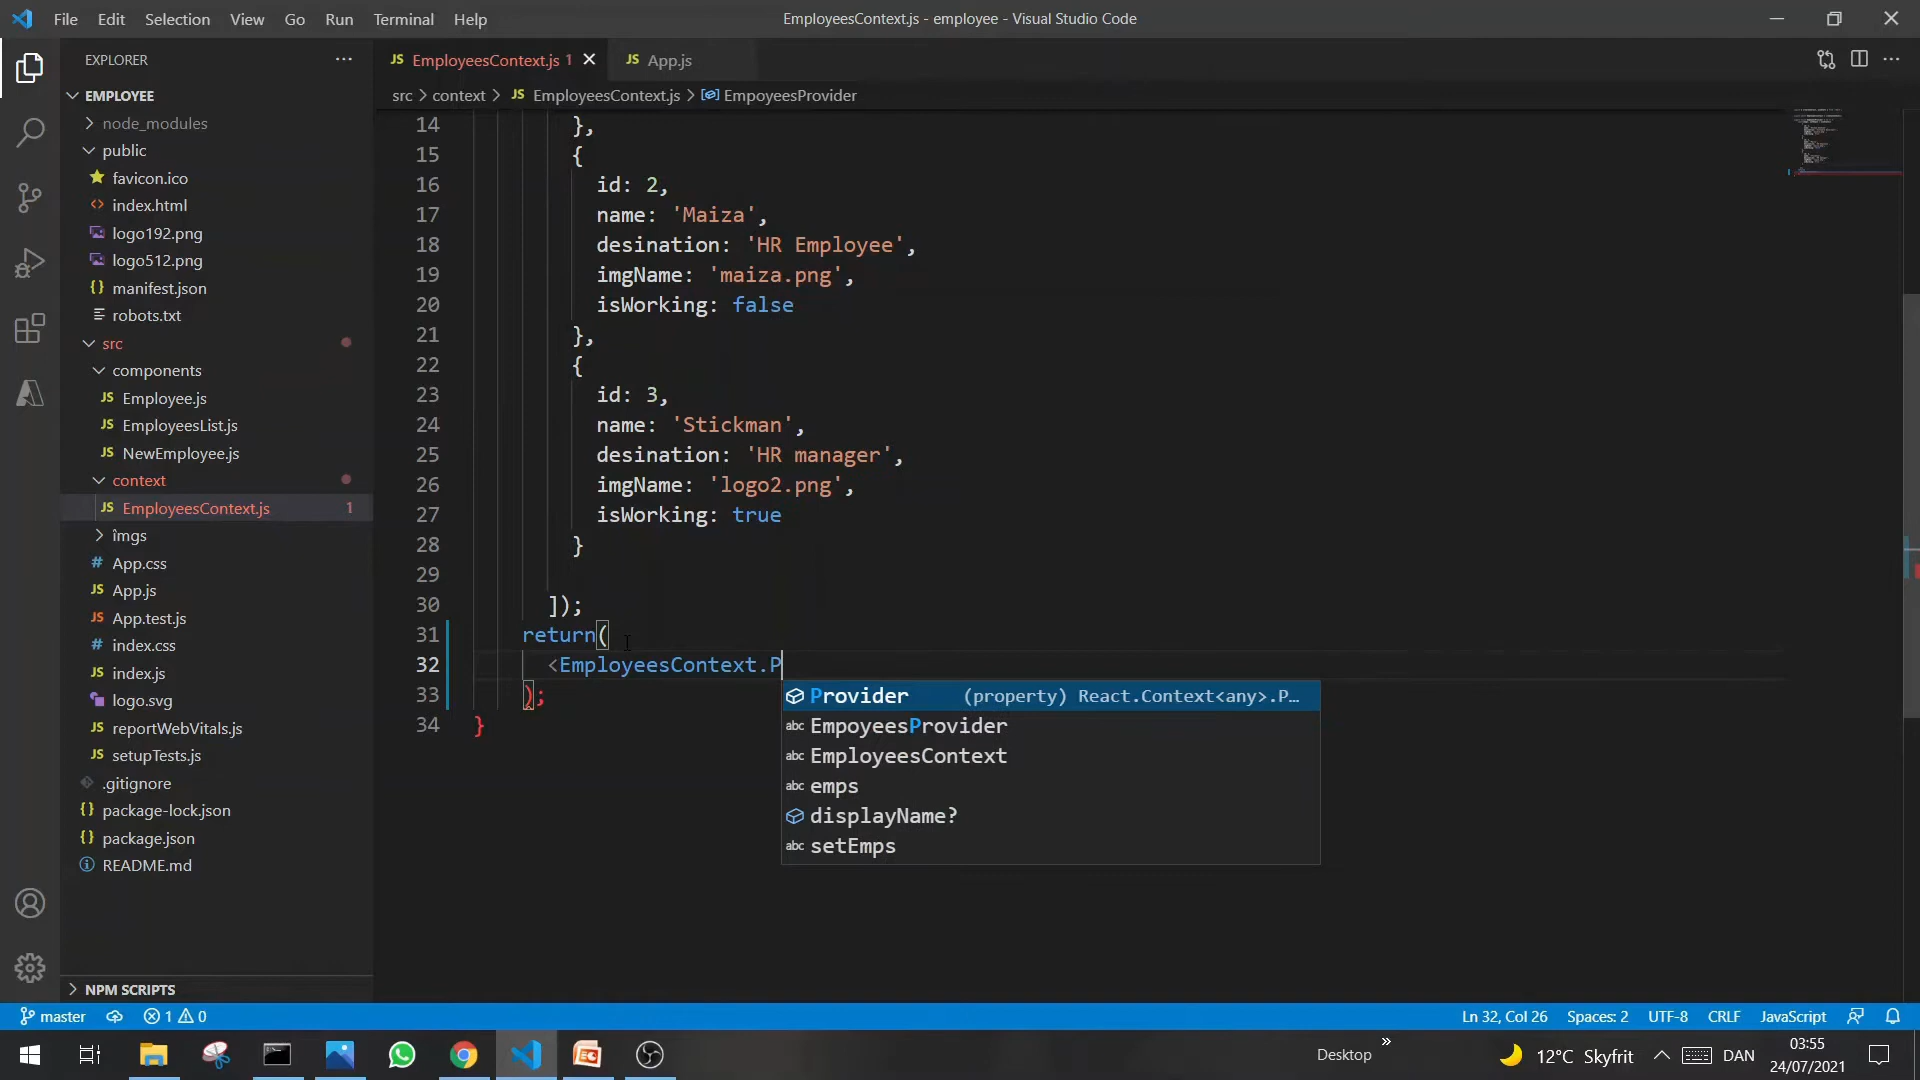 File Edit Selection View Go Run Terminal Help
EmployeesContext.js - employee - Visual Studio Code
EXPLORER
EMPLOYEE
node_modules
public
favicon.ico
index.html
logo192.png
logo512.png
manifest.json
robots.txt
src
components
Employee.js
EmployeesList.js
NewEmployee.js
context
EmployeesContext.js 1
îmgs
App.css
App.js
App.test.js
index.css
index.js
logo.svg
reportWebVitals.js
setupTests.js
.gitignore
package-lock.json
package.json
README.md
NPM SCRIPTS
JS EmployeesContext.js 1
JS App.js
src > context > JS EmployeesContext.js > EmpoyeesProvider
14 },
15 {
16 id: 2,
17 name: 'Maiza',
18 desination: 'HR Employee',
19 imgName: 'maiza.png',
20 isWorking: false
21 },
22 {
23 id: 3,
24 name: 'Stickman',
25 desination: 'HR manager',
26 imgName: 'logo2.png',
27 isWorking: true
28 }
29
30 ]);
31 return(
32 <EmployeesContext.P
33 );
34 }
Provider (property) React.Context<any>.P…
abc EmpoyeesProvider
abc EmployeesContext
abc emps
displayName?
abc setEmps
master 1 0
Ln 32, Col 26 Spaces: 2 UTF-8 CRLF JavaScript
Desktop » 12°C Skyfrit DAN
03:55
24/07/2021